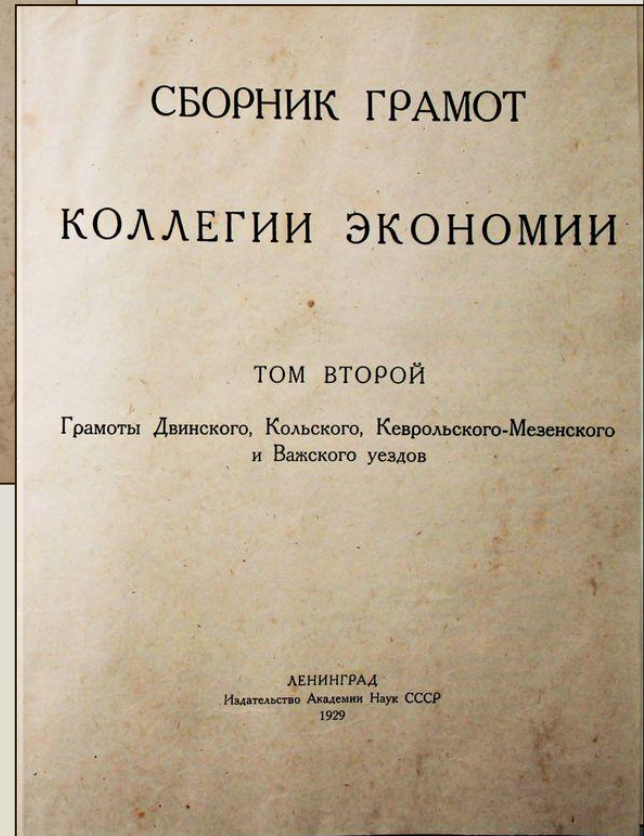 СБОРНИК ГРАМОТ
КОЛЛЕГИИ ЭКОНОМИИ
ТОМ ВТОРОЙ
Грамоты Двинского, Кольского, Кеврольского-Мезенского
и Важского уездов
ЛЕНИНГРАД
Издательство Академии Наук СССР
1929